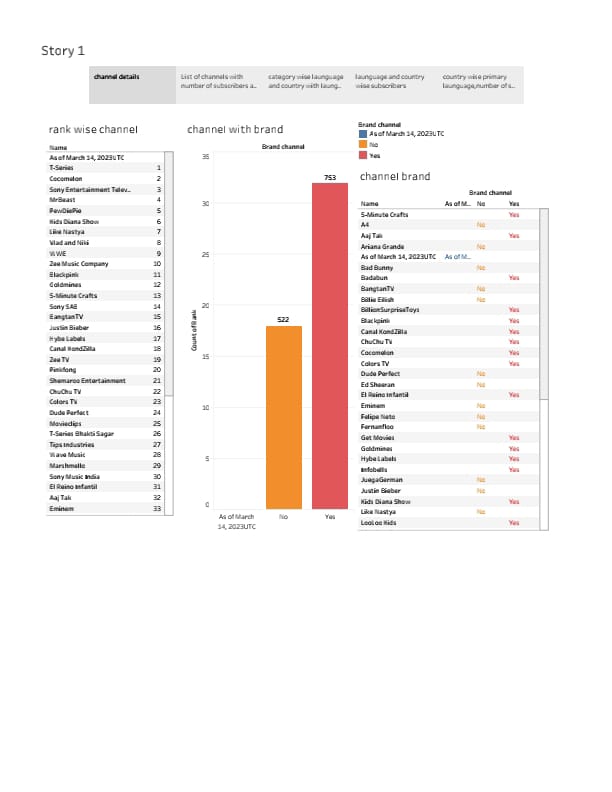 Story 1
channel details
List of channels with
number of subscribers a..
category wise launguage
and country with laung..
launguage and country
wise subscribers
country wise primary
launguage,number of s..
rank wise channel
Name
As of March 14, 2023UTC
T-Series 1
Cocomelon 2
Sony Entertainment Telev.. 3
MrBeast 4
PewDiePie 5
Kids Diana Show 6
Like Nastya 7
Vlad and Niki 8
WWE 9
Zee Music Company 10
Blackpink 11
Goldmines 12
5-Minute Crafts 13
Sony SAB 14
BangtanTV 15
Justin Bieber 16
Hybe Labels 17
Canal KondZilla 18
Zee TV 19
Pinkfong 20
Shemaroo Entertainment 21
ChuChu TV 22
Colors TV 23
Dude Perfect 24
Movieclips 25
T-Series Bhakti Sagar 26
Tips Industries 27
Wave Music 28
Marshmello 29
Sony Music India 30
El Reino Infantil 31
Aaj Tak 32
Eminem 33
channel with brand
Brand channel
Count of Rank
35
30
25
20
15
10
5
0
522
753
As of March
14, 2023UTC
No
Yes
Brand channel
As of March 14, 2023UTC
No
Yes
channel brand
Brand channel
Name As of M.. No Yes
5-Minute Crafts Yes
A4 No
Aaj Tak Yes
Ariana Grande No
As of March 14, 2023UTC As of M..
Bad Bunny No
Badabun Yes
BangtanTV No
Billie Eilish No
BillionSurpriseToys Yes
Blackpink Yes
Canal KondZilla Yes
ChuChu TV Yes
Cocomelon Yes
Colors TV Yes
Dude Perfect No
Ed Sheeran No
El Reino Infantil Yes
Eminem No
Felipe Neto No
Fernanfloo No
Get Movies Yes
Goldmines Yes
Hybe Labels Yes
Infobells Yes
JuegaGerman No
Justin Bieber No
Kids Diana Show Yes
Like Nastya No
LooLoo Kids Yes